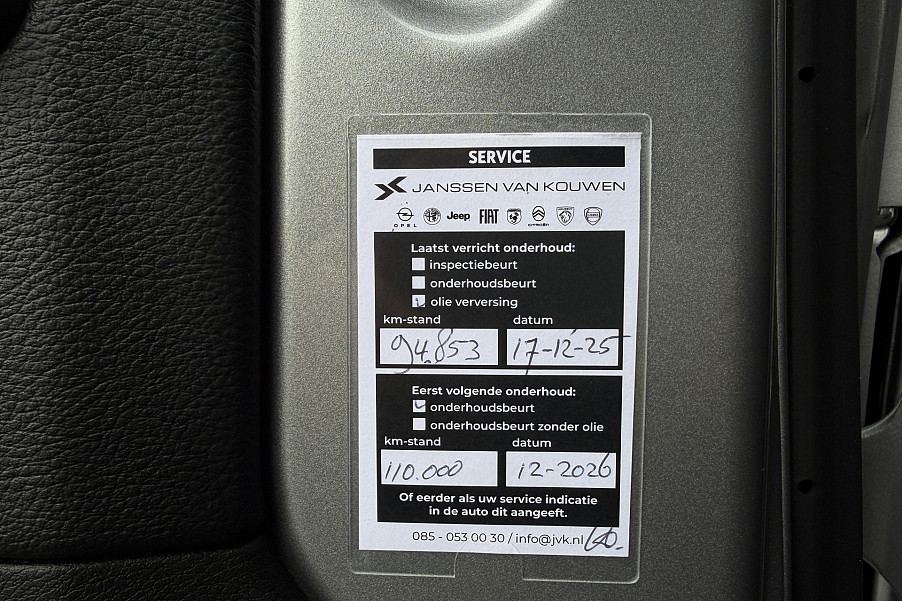 SERVICE
JANSSEN VAN KOUWEN
OPEL Jeep FIAT CITROËN
Laatst verricht onderhoud:
inspectiebeurt
onderhoudsbeurt
olie verversing
km-stand datum
94.853 17-12-25
Eerst volgende onderhoud:
onderhoudsbeurt
onderhoudsbeurt zonder olie
km-stand datum
110.000 12-2026
Of eerder als uw service indicatie
in de auto dit aangeeft.
085 - 053 00 30 / info@jvk.nl